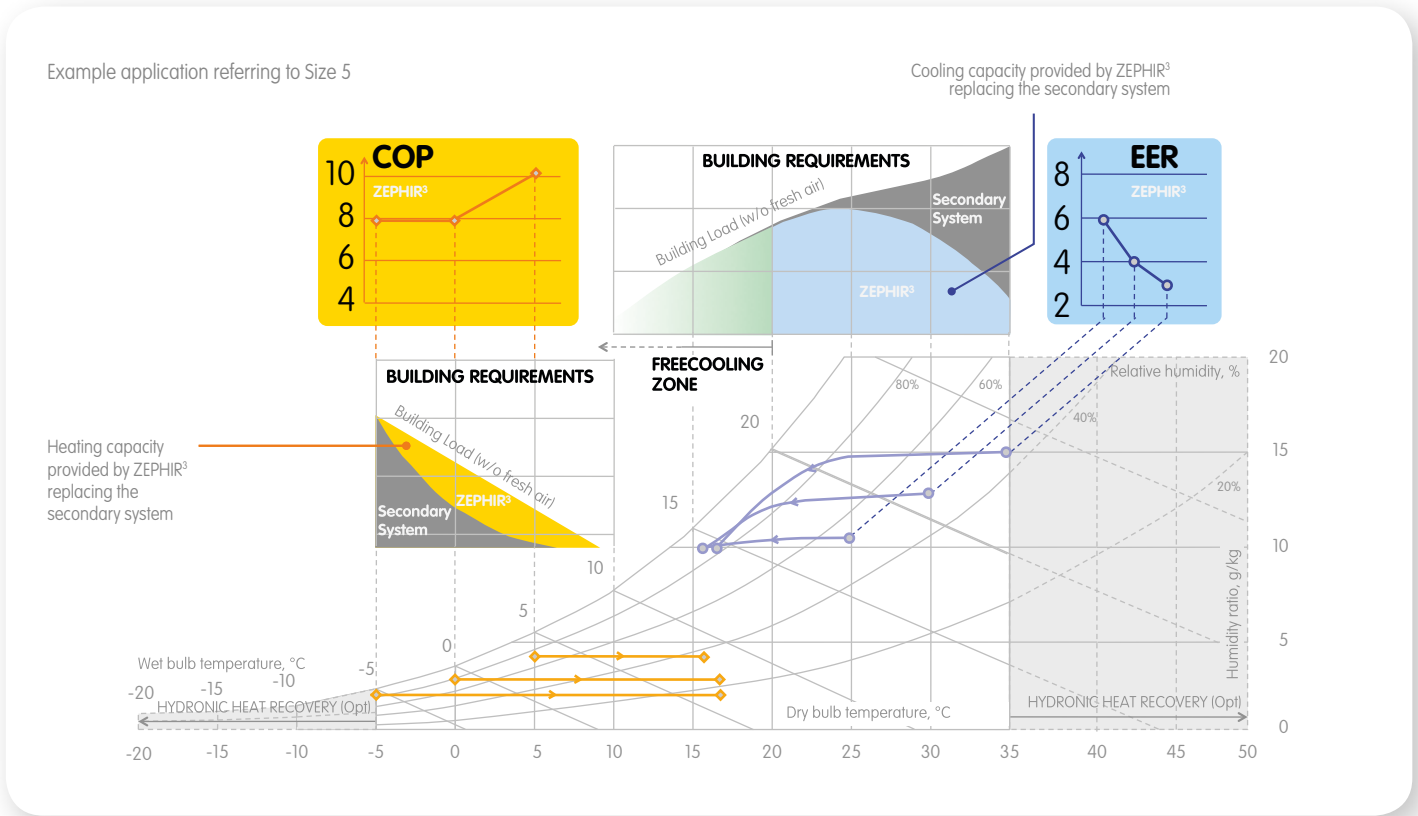 Example application referring to Size 5
Cooling capacity provided by ZEPHIR³
replacing the secondary system
COP
10
8
6
4
ZEPHIR³
BUILDING REQUIREMENTS
Building Load (w/o fresh air)
Secondary
System
ZEPHIR³
EER
8
6
4
2
ZEPHIR³
FREECOOLING
ZONE
BUILDING REQUIREMENTS
Building Load (w/o fresh air)
ZEPHIR³
Secondary
System
Heating capacity
provided by ZEPHIR³
replacing the
secondary system
Relative humidity, %
80%
60%
40%
20%
20
15
10
5
0
Humidity ratio, g/kg
20
15
10
5
0
-5
-10
-15
-20
Wet bulb temperature, °C
HYDRONIC HEAT RECOVERY (Opt)
Dry bulb temperature, °C
HYDRONIC HEAT RECOVERY (Opt)
-20 -15 -10 -5 0 5 10 15 20 25 30 35 40 45 50